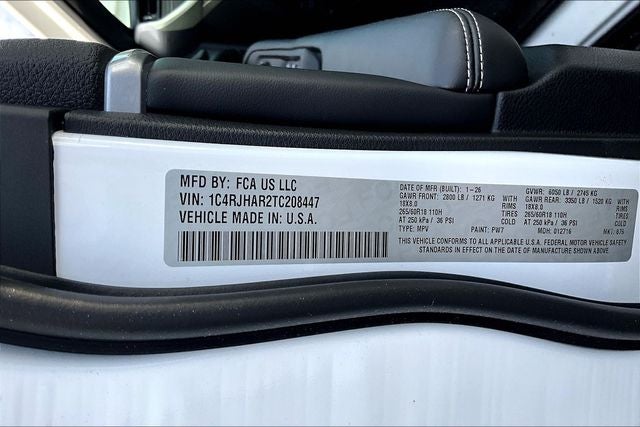 MFD BY: FCA US LLC
VIN: 1C4RJHAR2TC208447
VEHICLE MADE IN: U.S.A.
DATE OF MFR (BUILT): 1-26
GAWR FRONT: 2800 LB / 1271 KG
18X8.0 RIMS
265/60R18 110H TIRES
AT 250 kPa / 36 PSI
TYPE: MPV PAINT: PW7
GVWR: 6050 LB / 2745 KG
GAWR REAR: 3350 LB / 1520 KG
18X8.0 RIMS
265/60R18 110H TIRES
AT 250 kPa / 36 PSI
MDH: 012716 MKT: 875
THIS VEHICLE CONFORMS TO ALL APPLICABLE U.S.A. FEDERAL MOTOR VEHICLE SAFETY
STANDARDS IN EFFECT ON THE DATE OF MANUFACTURE SHOWN ABOVE.